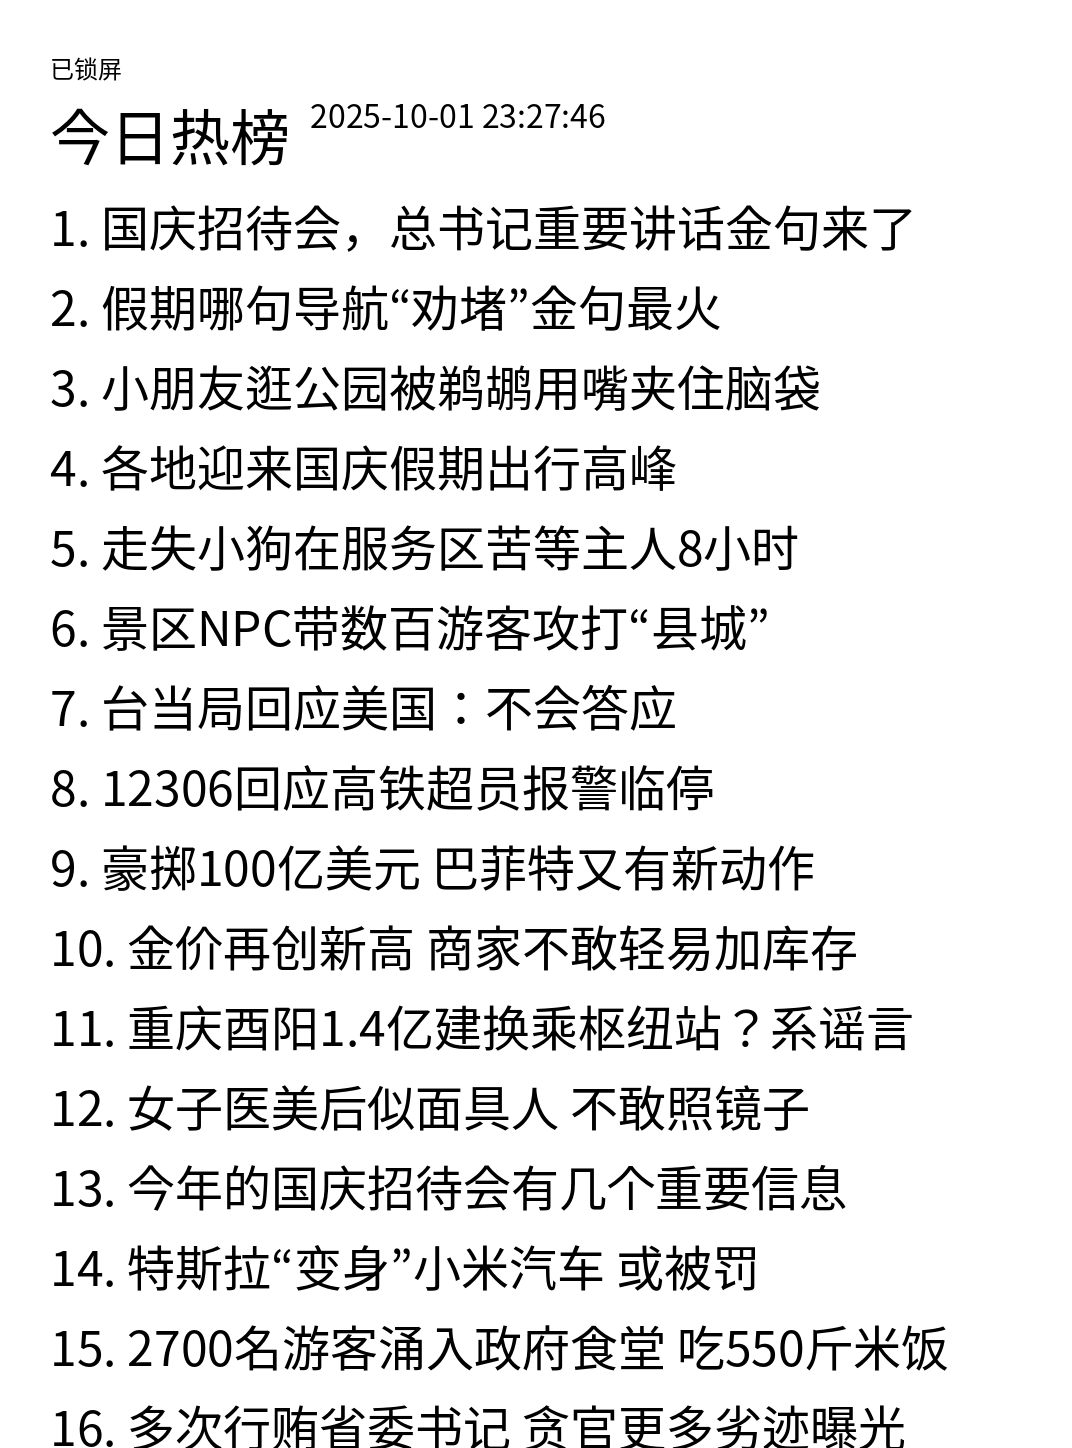 已锁屏
今日热榜 2025-10-01 23:27:46
1. 国庆招待会，总书记重要讲话金句来了
2. 假期哪句导航“劝堵”金句最火
3. 小朋友逛公园被鹈鹕用嘴夹住脑袋
4. 各地迎来国庆假期出行高峰
5. 走失小狗在服务区苦等主人8小时
6. 景区NPC带数百游客攻打“县城”
7. 台当局回应美国：不会答应
8. 12306回应高铁超员报警临停
9. 豪掷100亿美元 巴菲特又有新动作
10. 金价再创新高 商家不敢轻易加库存
11. 重庆酉阳1.4亿建换乘枢纽站？系谣言
12. 女子医美后似面具人 不敢照镜子
13. 今年的国庆招待会有几个重要信息
14. 特斯拉“变身”小米汽车 或被罚
15. 2700名游客涌入政府食堂 吃550斤米饭
16. 多次行贿省委书记 贪官更多劣迹曝光